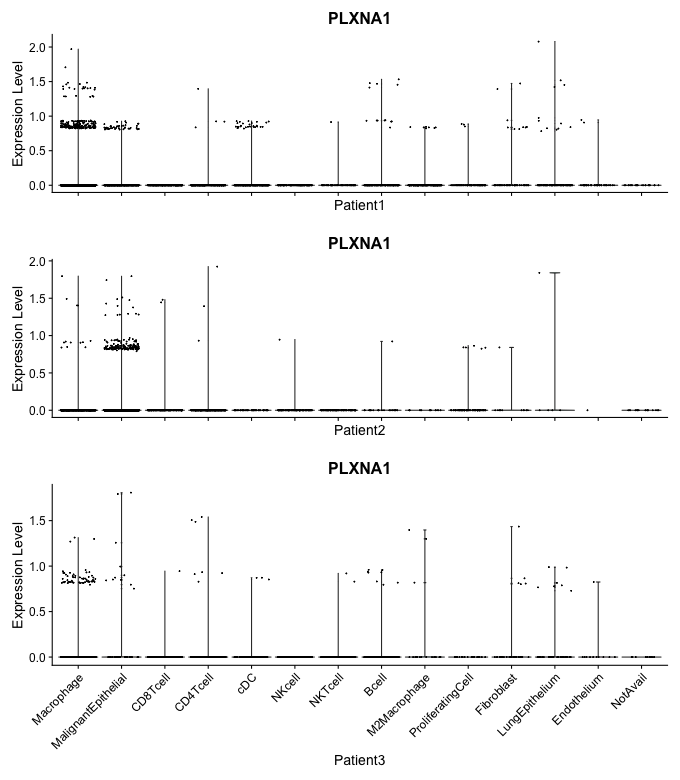 PLXNA1
Expression Level
2.0
1.5
1.0
0.5
0.0
Patient1
PLXNA1
Expression Level
2.0
1.5
1.0
0.5
0.0
Patient2
PLXNA1
Expression Level
1.5
1.0
0.5
0.0
Macrophage
MalignantEpithelial
CD8Tcell
CD4Tcell
cDC
NKcell
NKTcell
Bcell
M2Macrophage
ProliferatingCell
Fibroblast
LungEpithelium
Endothelium
NotAvail
Patient3